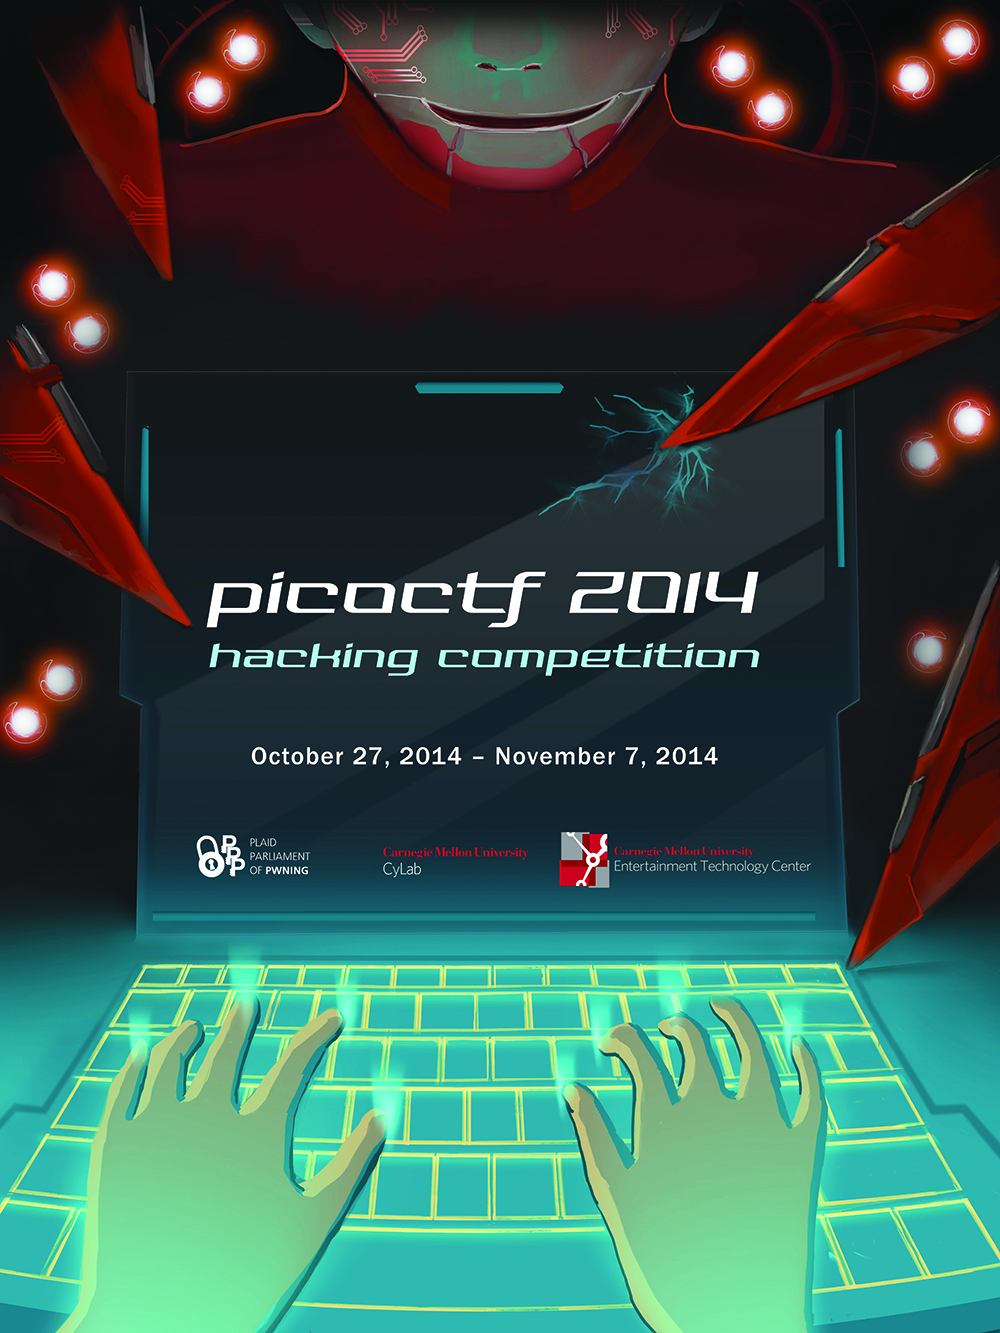 picoctf 2014
hacking competition
October 27, 2014 – November 7, 2014
PPP
PLAID
PARLIAMENT
OF PWNING
Carnegie Mellon University
CyLab
Carnegie Mellon University
Entertainment Technology Center